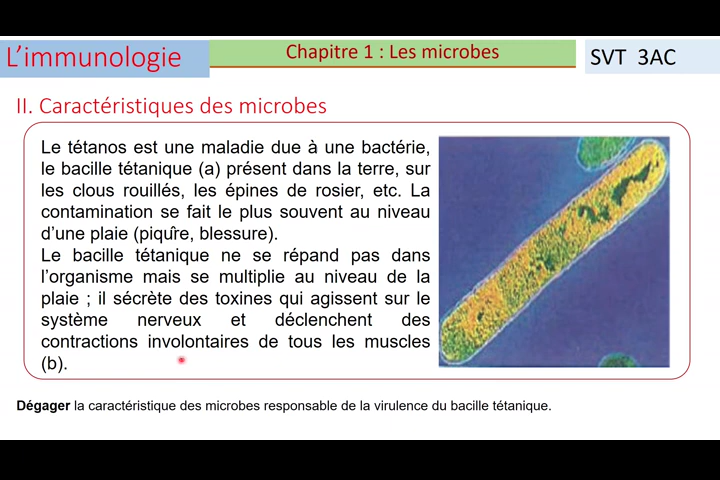 L’immunologie
Chapitre 1 : Les microbes
SVT 3AC
II. Caractéristiques des microbes
Le tétanos est une maladie due à une bactérie,
le bacille tétanique (a) présent dans la terre, sur
les clous rouillés, les épines de rosier, etc. La
contamination se fait le plus souvent au niveau
d’une plaie (piqûre, blessure).
Le bacille tétanique ne se répand pas dans
l’organisme mais se multiplie au niveau de la
plaie ; il sécrète des toxines qui agissent sur le
système nerveux et déclenchent des
contractions involontaires de tous les muscles
(b).
Dégager la caractéristique des microbes responsable de la virulence du bacille tétanique.